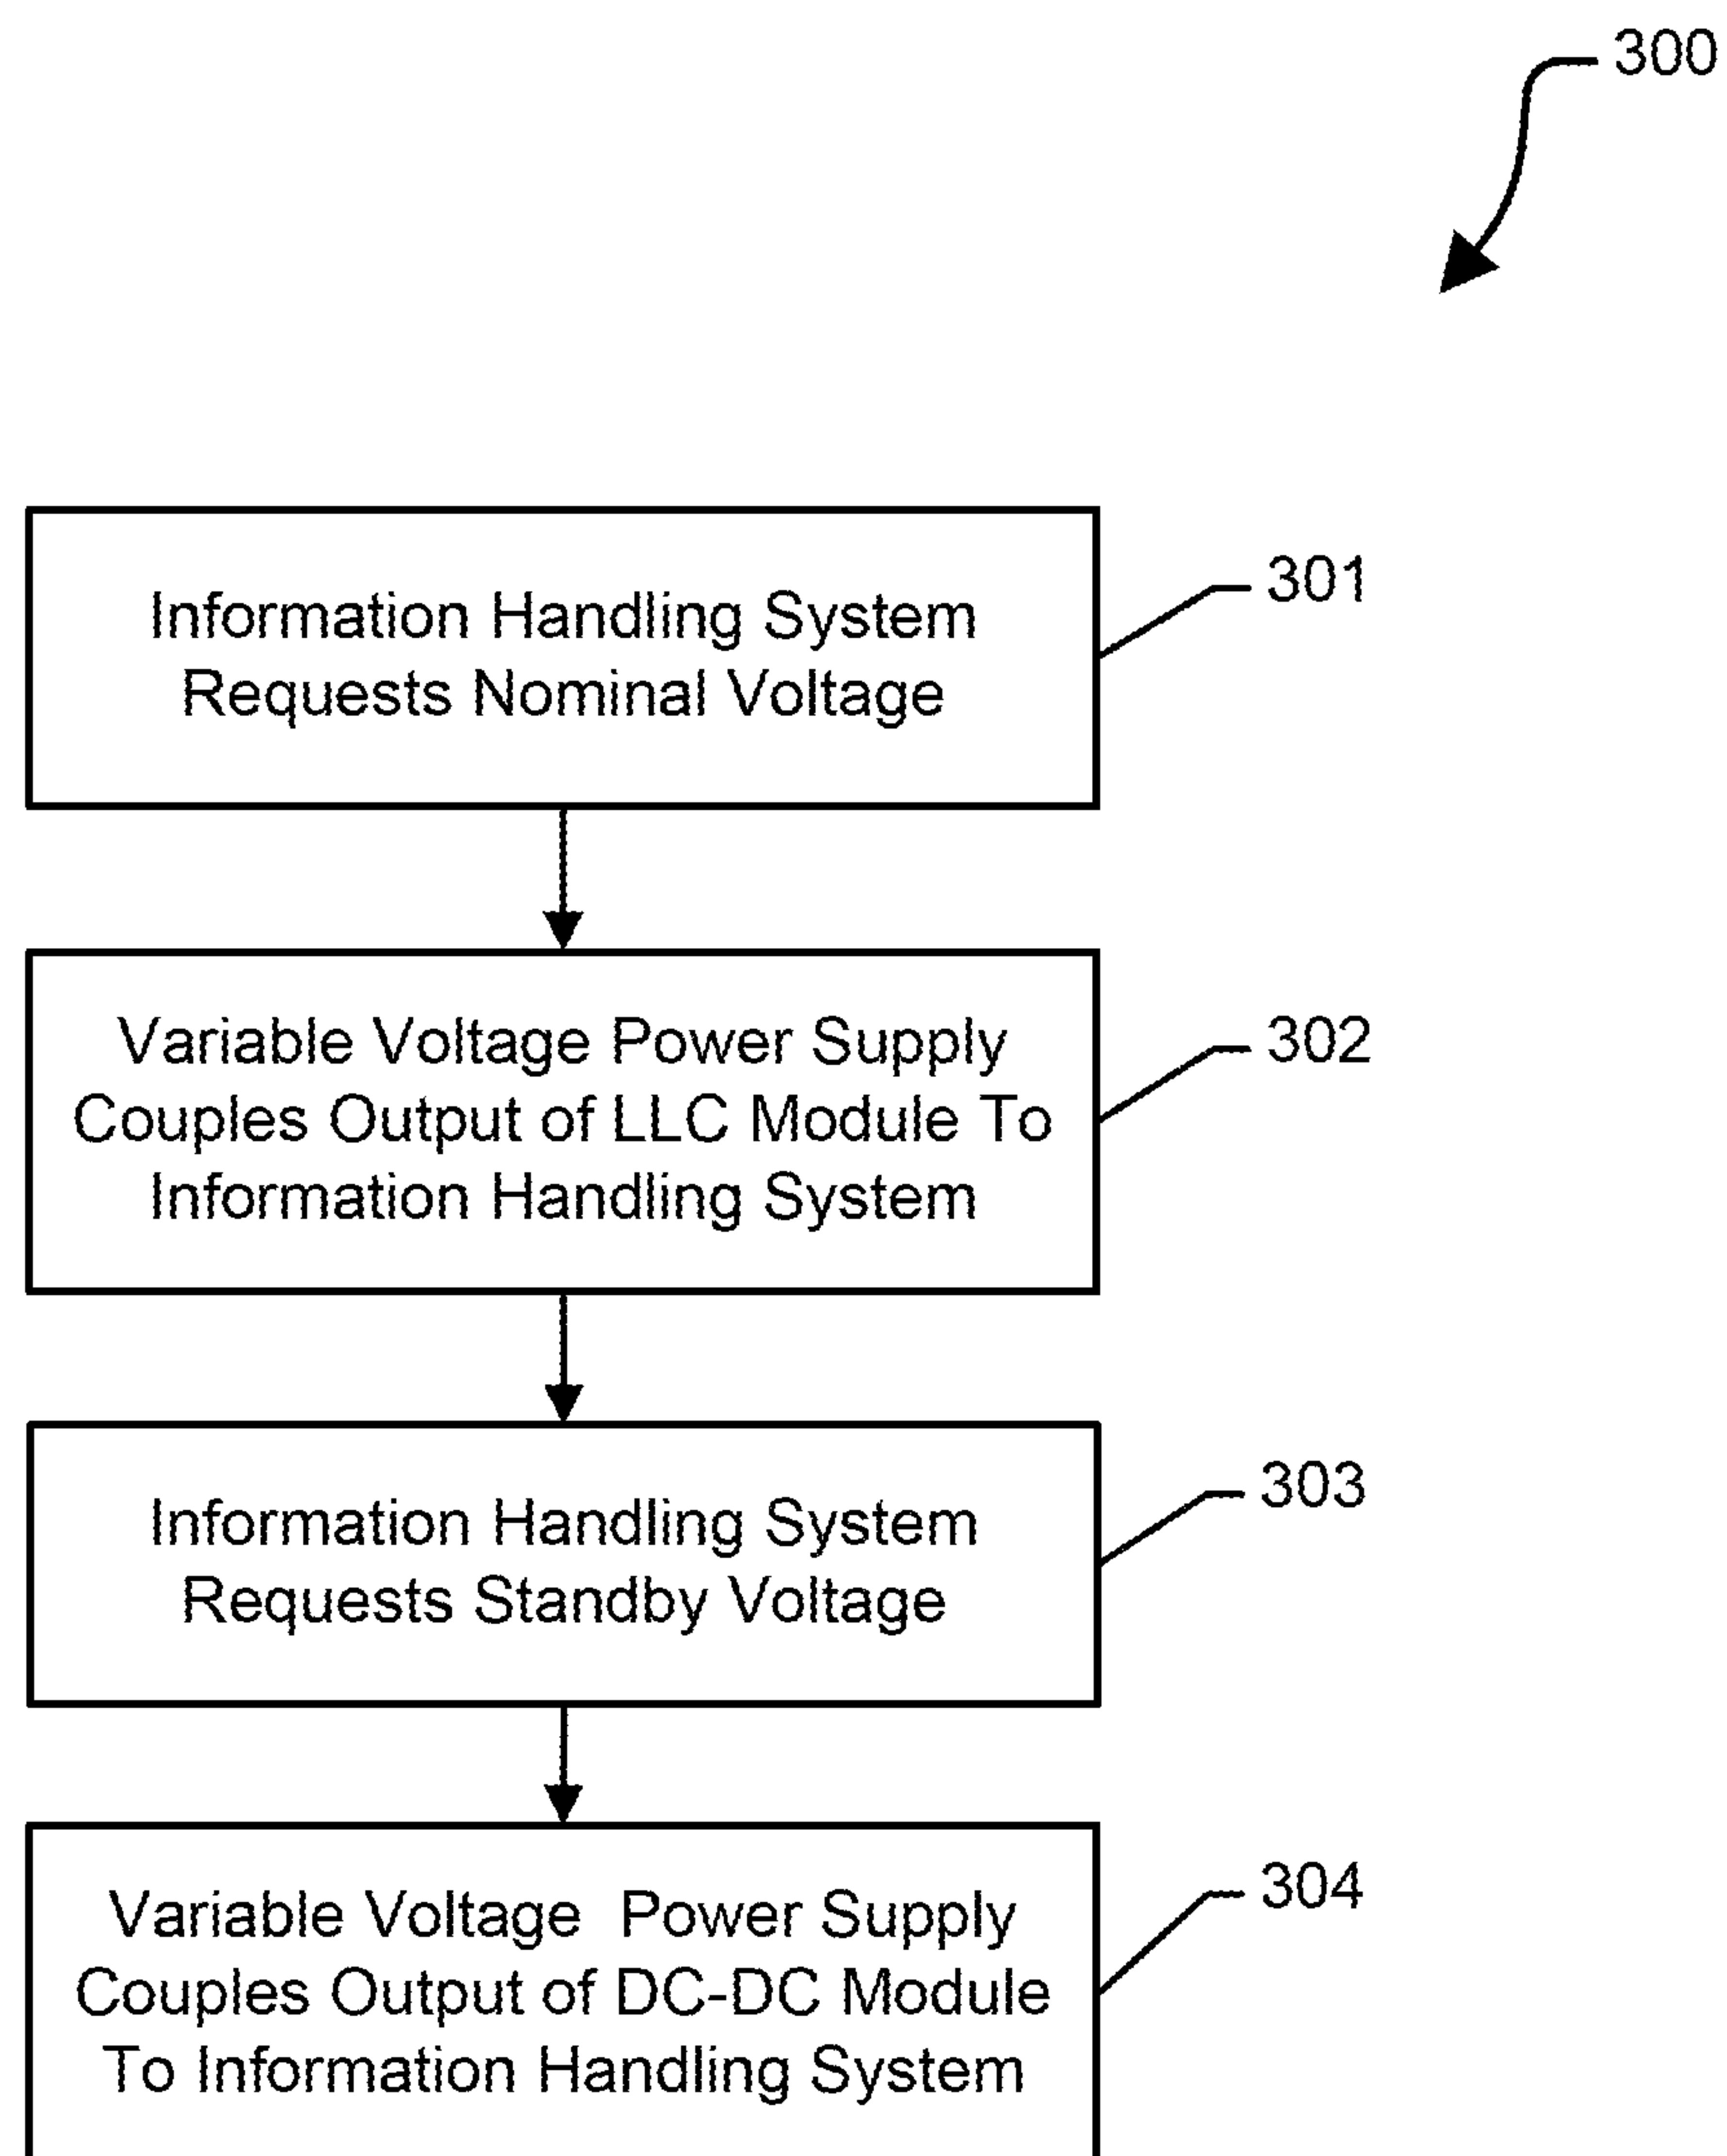 300
Information Handling System
Requests Nominal Voltage
301
Variable Voltage Power Supply
Couples Output of LLC Module To
Information Handling System
302
Information Handling System
Requests Standby Voltage
303
Variable Voltage Power Supply
Couples Output of DC-DC Module
To Information Handling System
304